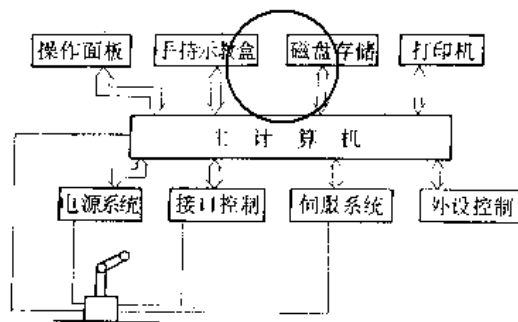 操作面板 手持示教盒 磁盘存储 打印机
主计算机
电源系统 接口控制 伺服系统 外设控制